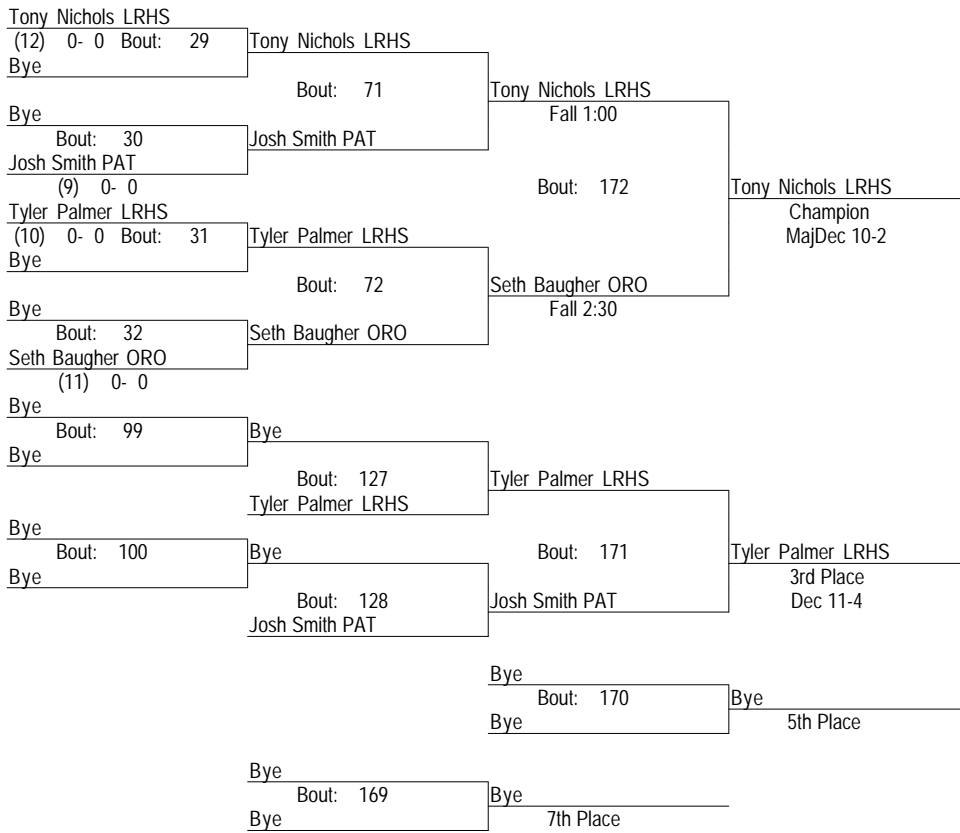 Tony Nichols LRHS
(12) 0- 0 Bout: 29
Tony Nichols LRHS
Bye
Bout: 71
Tony Nichols LRHS
Bye
Fall 1:00
Bout: 30
Josh Smith PAT
Josh Smith PAT
(9) 0- 0
Bout: 172
Tony Nichols LRHS
Tyler Palmer LRHS
Champion
(10) 0- 0 Bout: 31
Tyler Palmer LRHS
MajDec 10-2
Bye
Bout: 72
Seth Baugher ORO
Bye
Fall 2:30
Bout: 32
Seth Baugher ORO
Seth Baugher ORO
(11) 0- 0
Bye
Bout: 99
Bye
Bye
Bout: 127
Tyler Palmer LRHS
Tyler Palmer LRHS
Bye
Bout: 100
Bye
Bout: 171
Tyler Palmer LRHS
Bye
3rd Place
Bout: 128
Josh Smith PAT
Dec 11-4
Josh Smith PAT
Bye
Bout: 170
Bye
Bye
5th Place
Bye
Bout: 169
Bye
Bye
7th Place